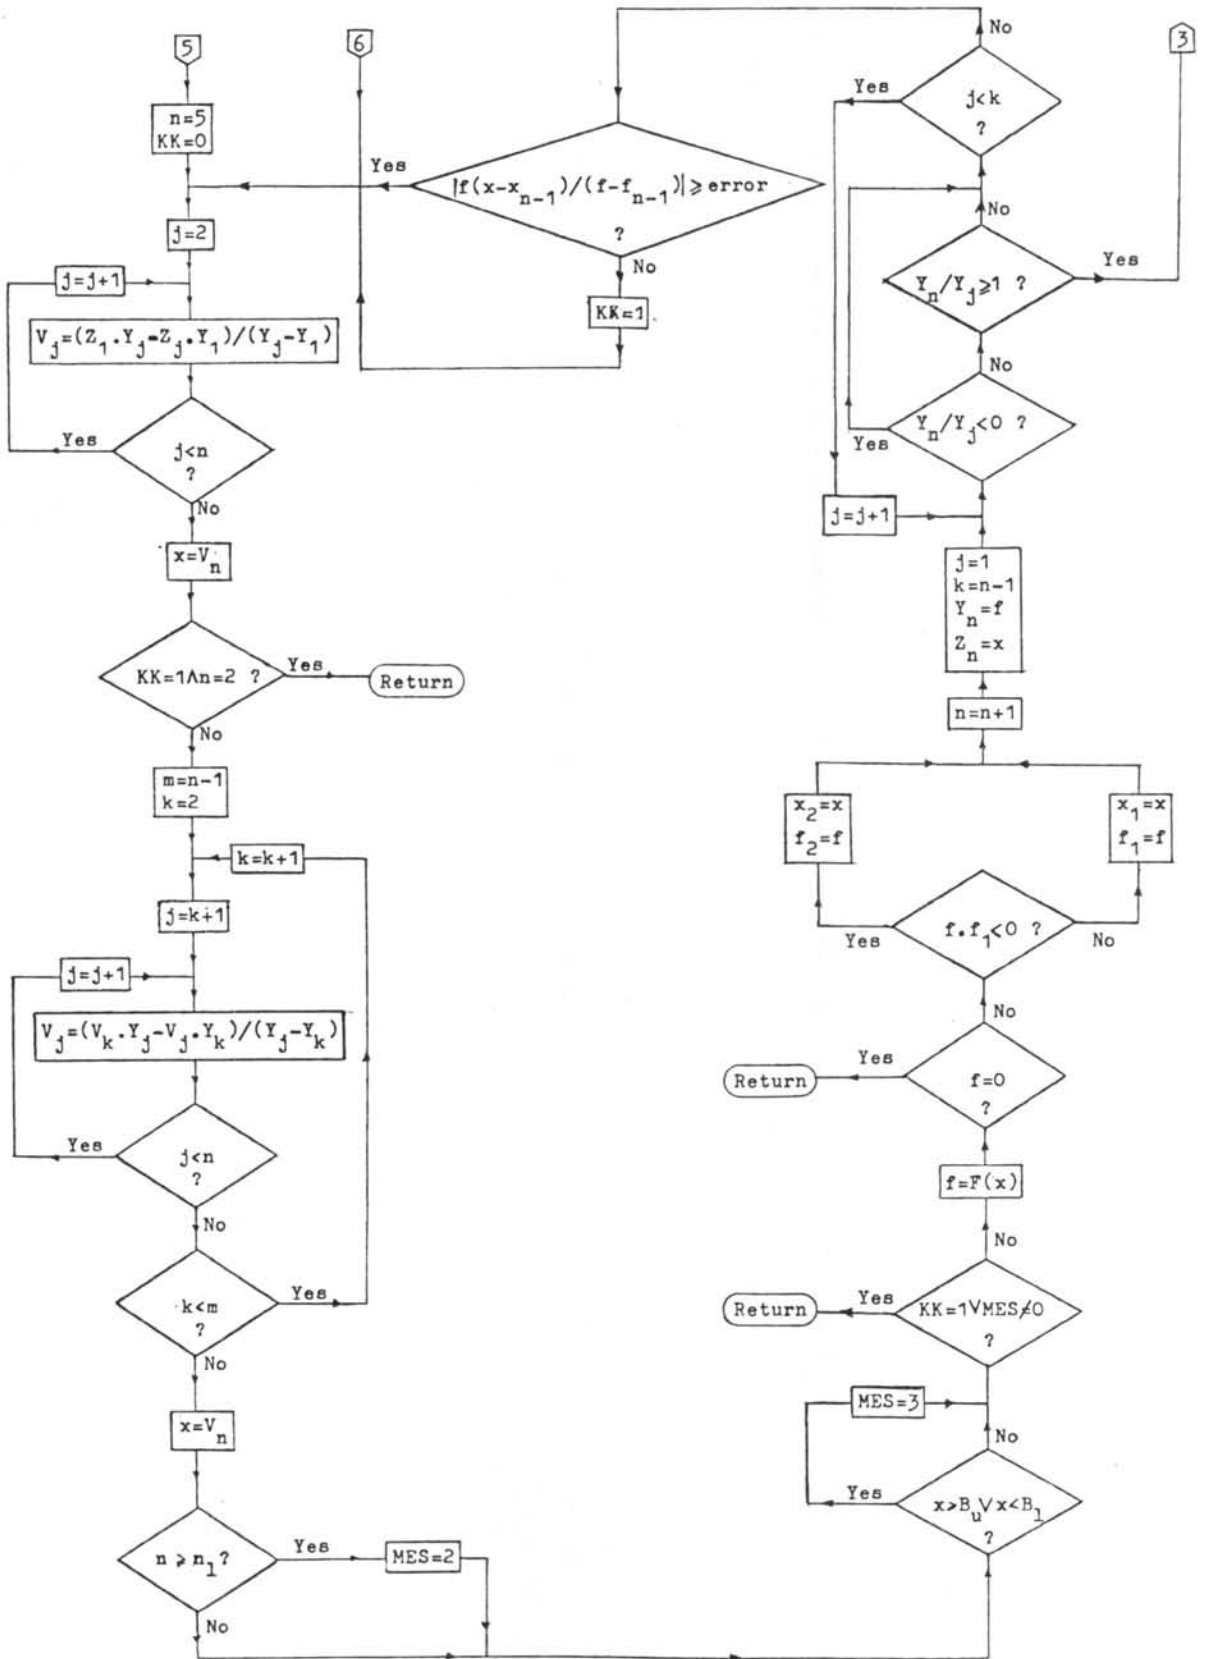 5
n=5
KK=0
j=2
j=j+1
V_j=(Z_1.Y_j-Z_j.Y_1)/(Y_j-Y_1)
j<n
?
Yes
No
x=V_n
KK=1∧n=2 ?
Yes
Return
No
m=n-1
k=2
k=k+1
j=k+1
j=j+1
V_j=(V_k.Y_j-V_j.Y_k)/(Y_j-Y_k)
j<n
?
Yes
No
k<m
?
Yes
No
x=V_n
n⩾n_l?
Yes
MES=2
No
6
|f(x-x_{n-1})/(f-f_{n-1})|⩾error
?
Yes
No
KK=1
3
No
j<k
?
Yes
No
Y_n/Y_j⩾1 ?
Yes
No
Y_n/Y_j<0 ?
Yes
j=j+1
j=1
k=n-1
Y_n=f
Z_n=x
n=n+1
x_2=x
f_2=f
x_1=x
f_1=f
f.f_1<0 ?
Yes
No
No
f=0
?
Yes
Return
f=F(x)
No
KK=1∨MES≠0
?
Yes
Return
MES=3
No
x⩾B_u∨x<B_l
?
Yes